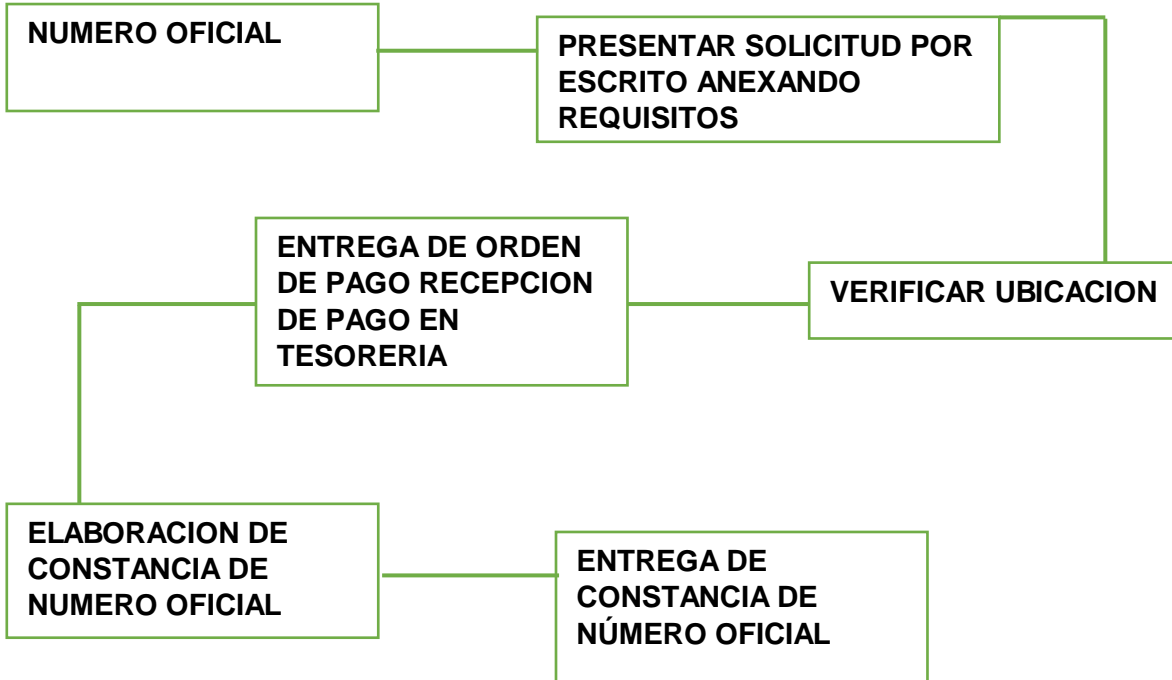 NUMERO OFICIAL
PRESENTAR SOLICITUD POR
ESCRITO ANEXANDO
REQUISITOS
VERIFICAR UBICACION
ENTREGA DE ORDEN
DE PAGO RECEPCION
DE PAGO EN
TESORERIA
ELABORACION DE
CONSTANCIA DE
NUMERO OFICIAL
ENTREGA DE
CONSTANCIA DE
NÚMERO OFICIAL